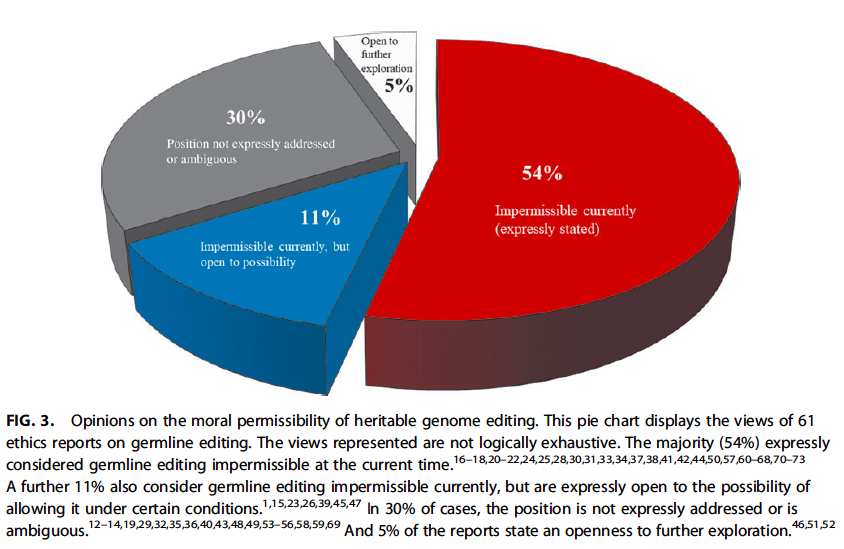 Open to
further
exploration
5%
30%
Position not expressly addressed
or ambiguous
54%
Impermissible currently
(expressly stated)
11%
Impermissible currently, but
open to possibility
FIG. 3. Opinions on the moral permissibility of heritable genome editing. This pie chart displays the views of 61
ethics reports on germline editing. The views represented are not logically exhaustive. The majority (54%) expressly
considered germline editing impermissible at the current time.16–18,20–22,24,25,28,30,31,33,34,37,38,41,42,44,50,57,60–68,70–73
A further 11% also consider germline editing impermissible currently, but are expressly open to the possibility of
allowing it under certain conditions.1,15,23,26,39,45,47 In 30% of cases, the position is not expressly addressed or is
ambiguous.12–14,19,29,32,35,36,40,43,48,49,53–56,58,59,69 And 5% of the reports state an openness to further exploration.46,51,52